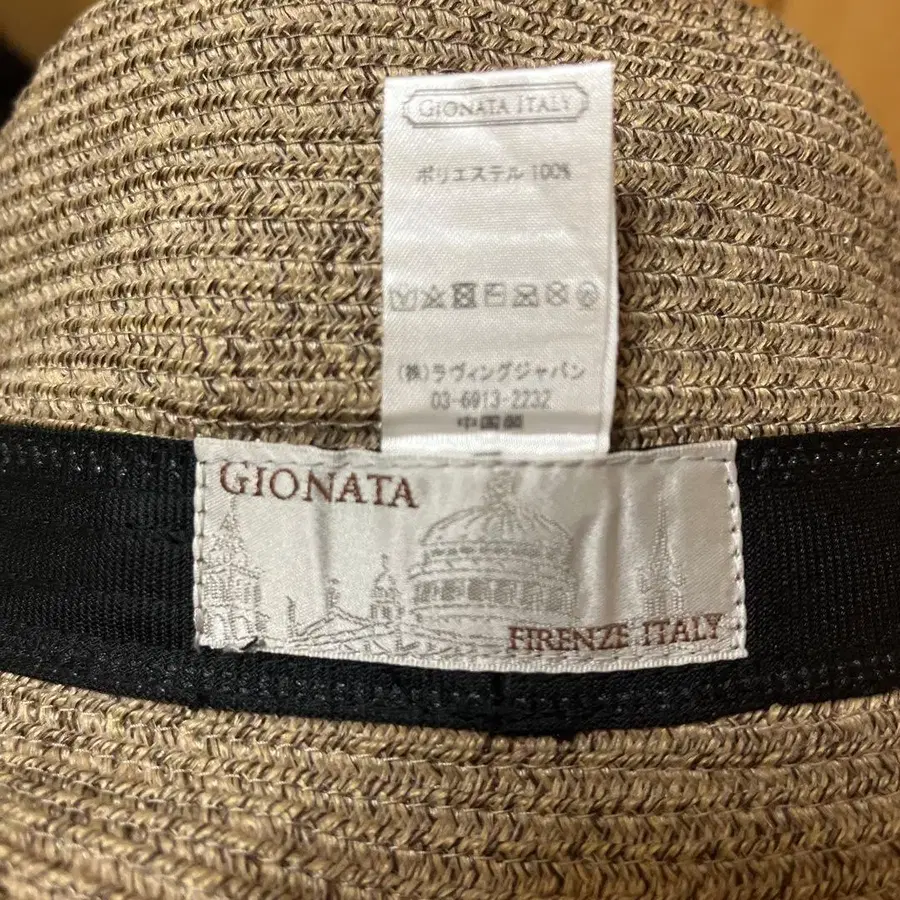 GIONATA ITALY
ポリエステル 100%
(株)ラヴィングジャパン
03-6913-2232
中国製
GIONATA
FIRENZE ITALY